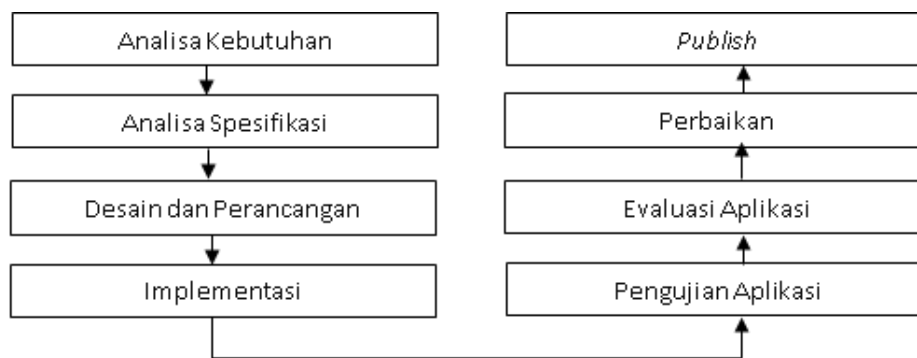 Analisa Kebutuhan
Analisa Spesifikasi
Desain dan Perancangan
Implementasi
Pengujian Aplikasi
Evaluasi Aplikasi
Perbaikan
Publish